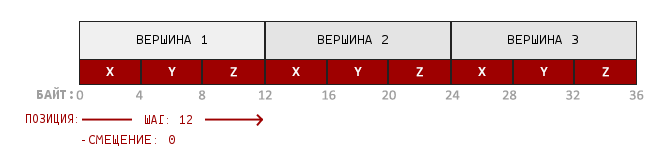 ВЕРШИНА 1 ВЕРШИНА 2 ВЕРШИНА 3
X Y Z X Y Z X Y Z
БАЙТ: 0 4 8 12 16 20 24 28 32 36
ПОЗИЦИЯ: ШАГ: 12
-СМЕЩЕНИЕ: 0